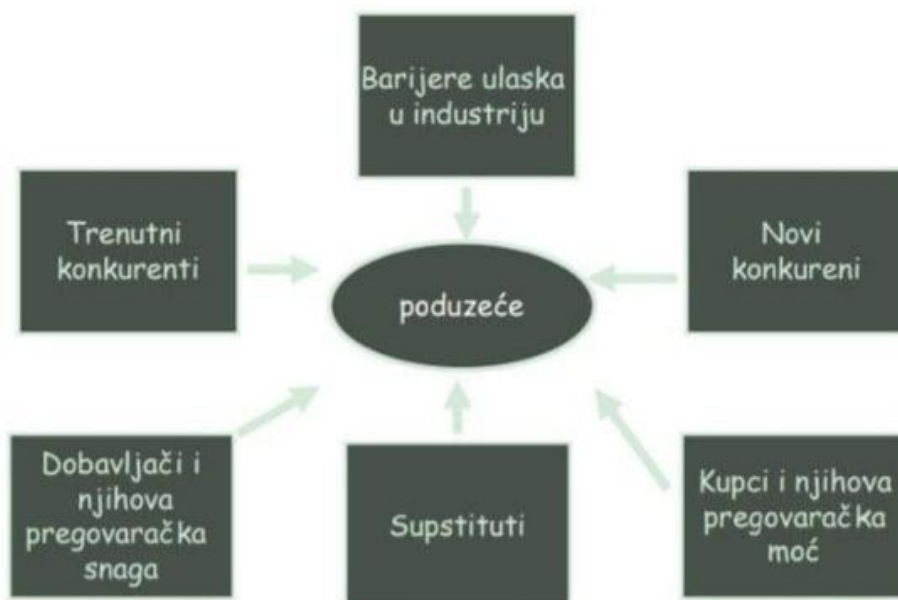 Barijere ulaska
u industriju
Trenutni
konkurenti
Novi
konkureni
poduzeće
Dobavljači i
njihova
pregovaračka
snaga
Supstituti
Kupci i njihova
pregovaračka
moć